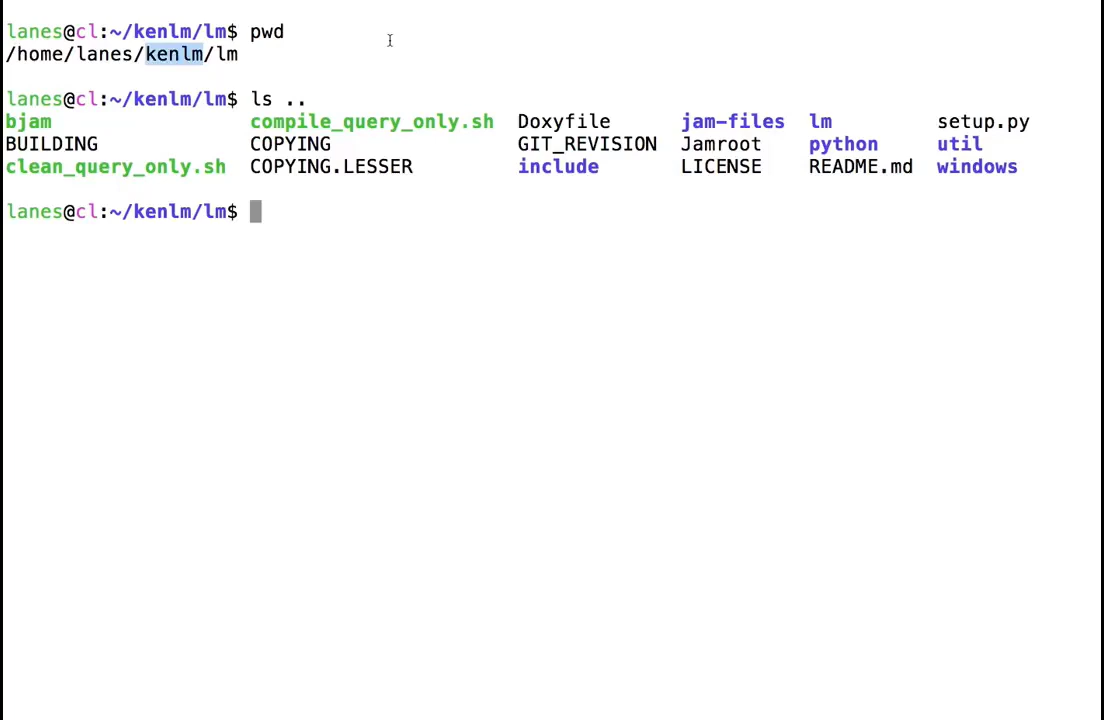 lanes@cl:~/kenlm/lm$ pwd
/home/lanes/kenlm/lm
lanes@cl:~/kenlm/lm$ ls ..
bjam compile_query_only.sh Doxyfile jam-files lm setup.py
BUILDING COPYING GIT_REVISION Jamroot python util
clean_query_only.sh COPYING.LESSER include LICENSE README.md windows
lanes@cl:~/kenlm/lm$